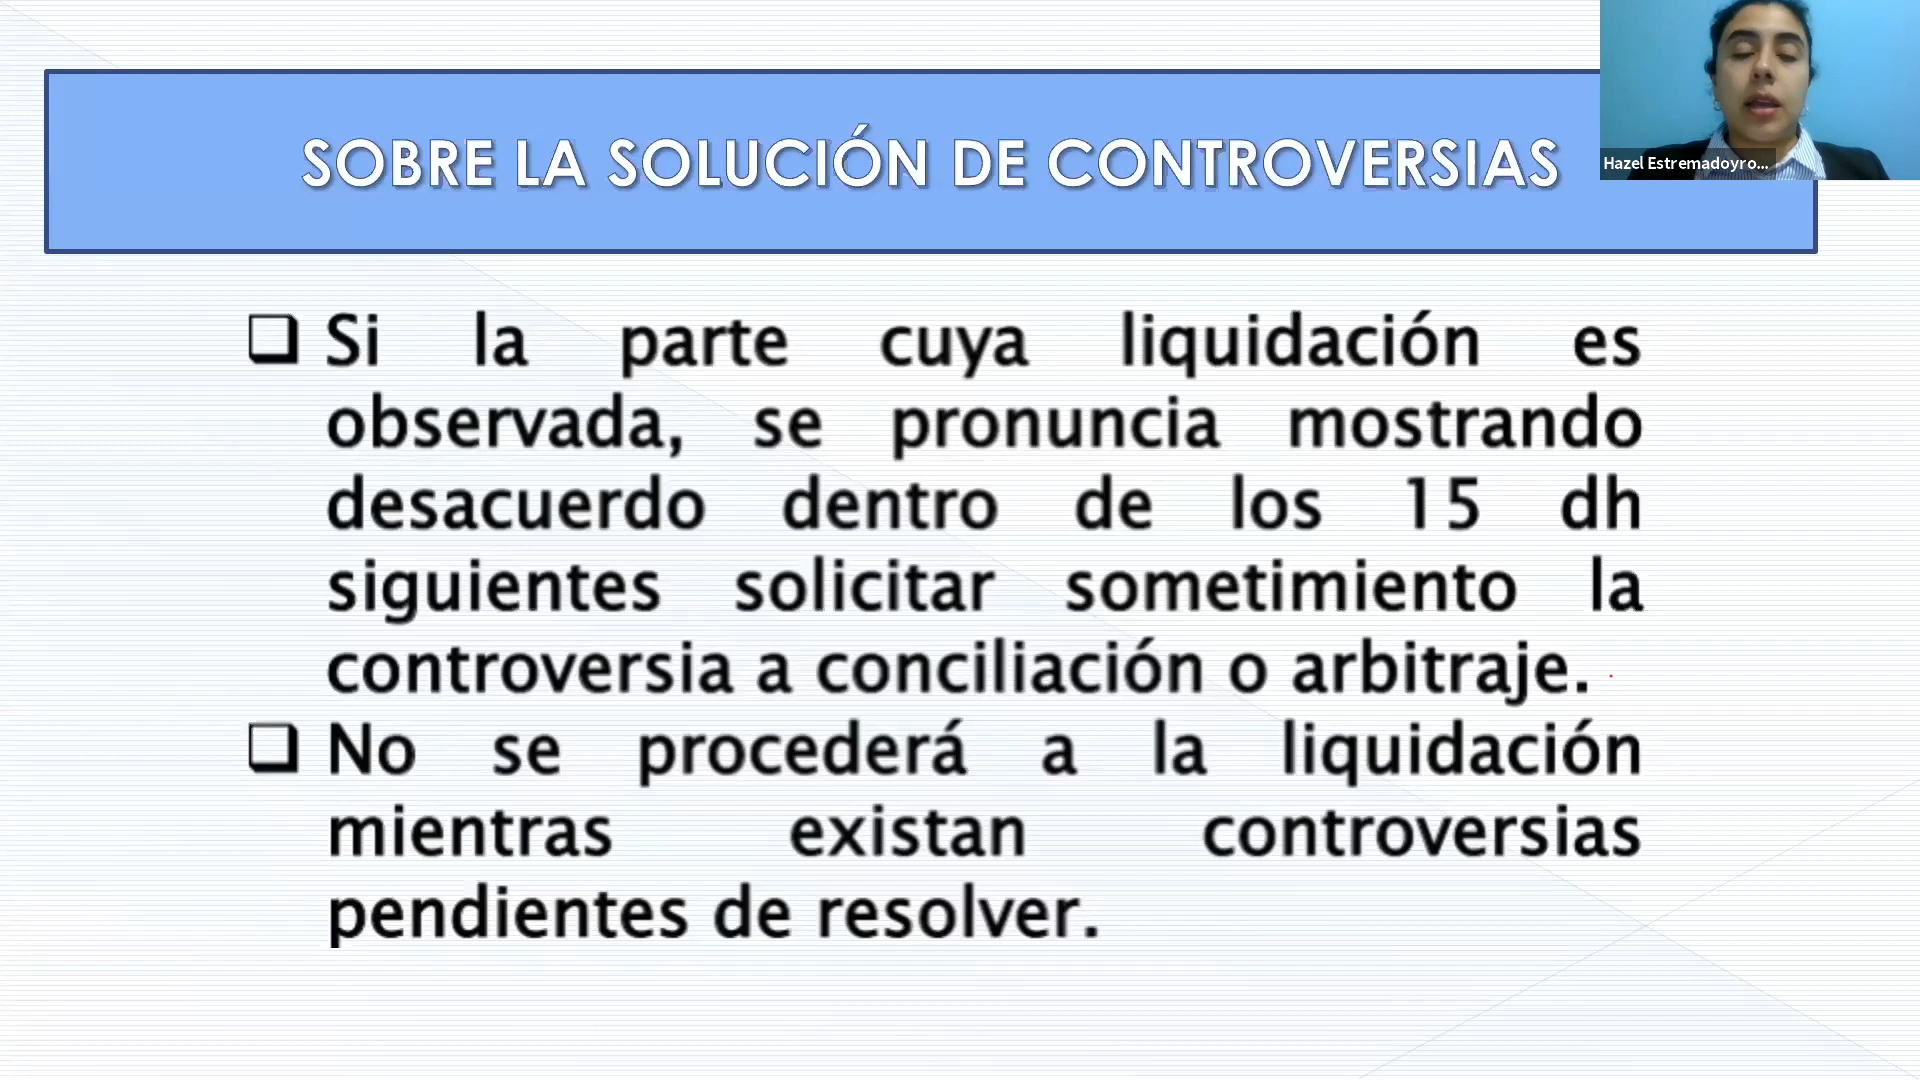 SOBRE LA SOLUCIÓN DE CONTROVERSIAS
Hazel Estremadoyro...
Si la parte cuya liquidación es
observada, se pronuncia mostrando
desacuerdo dentro de los 15 dh
siguientes solicitar sometimiento la
controversia a conciliación o arbitraje.
No se procederá a la liquidación
mientras existan controversias
pendientes de resolver.